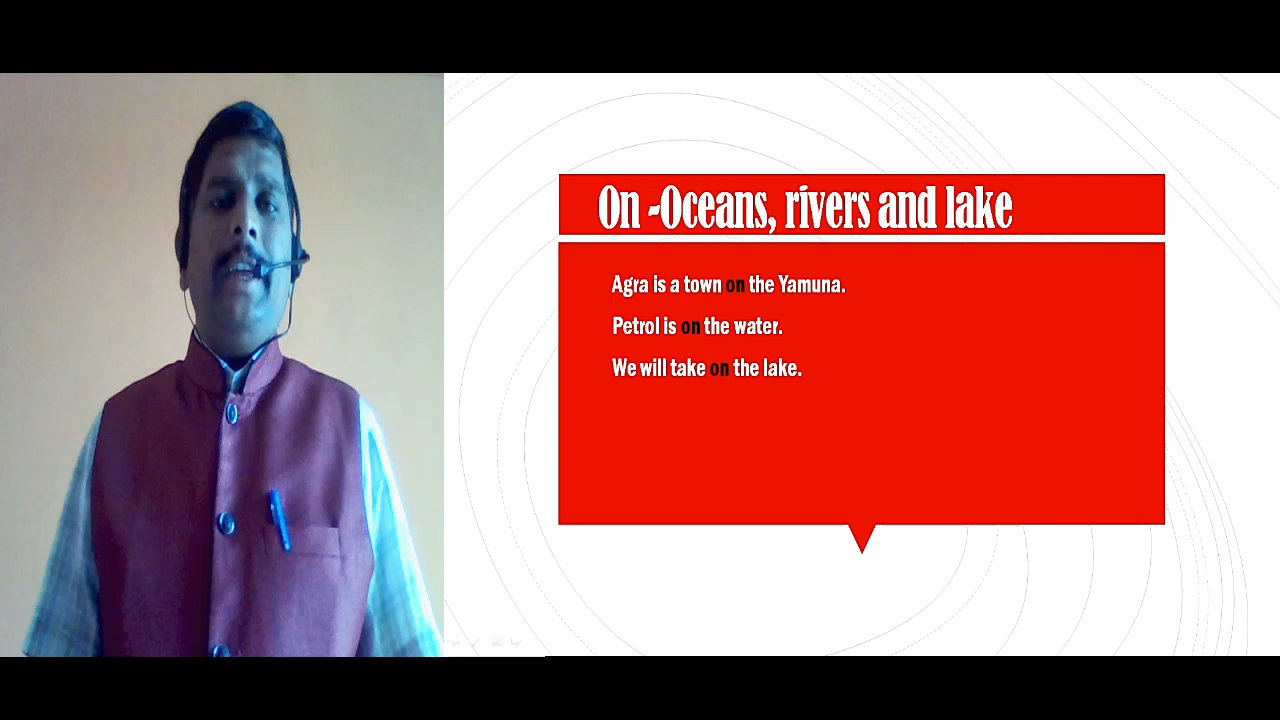 On -Oceans, rivers and lake
Agra is a town on the Yamuna.
Petrol is on the water.
We will take on the lake.